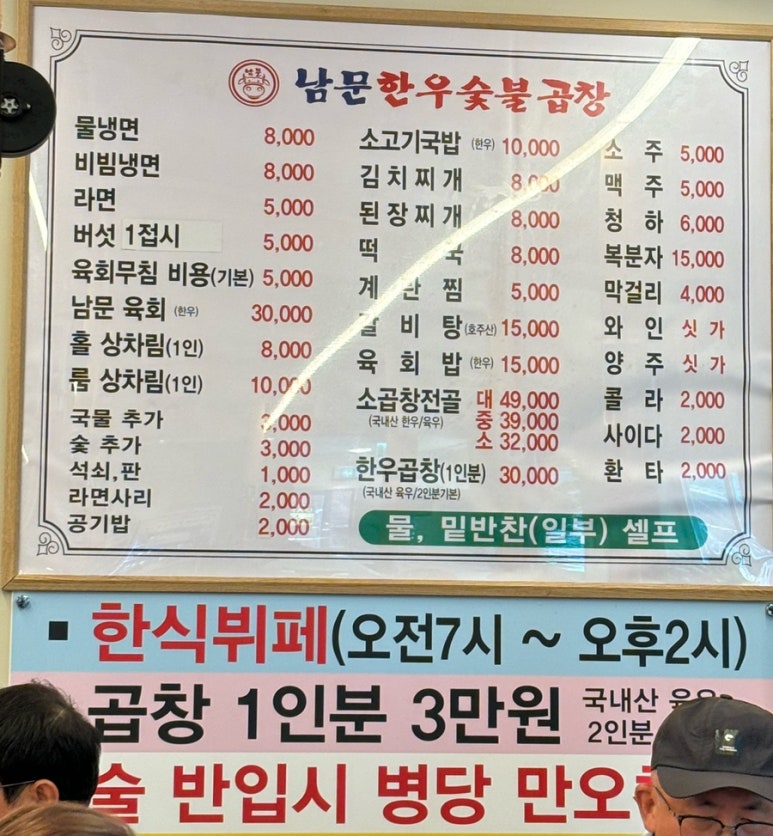 남문한우숯불곱창
물냉면 8,000
비빔냉면 8,000
라면 5,000
버섯 1접시 5,000
육회무침 비용(기본) 5,000
남문 육회 (한우) 30,000
홀 상차림(1인) 8,000
룸 상차림(1인) 10,000
국물 추가 ,000
숯 추가 3,000
석쇠,판 1,000
라면사리 2,000
공기밥 2,000
소고기국밥 (한우) 10,000
김치찌개 8,000
된장찌개 8,000
떡국 8,000
계란찜 5,000
갈비탕 (호주산) 15,000
육회밥 (한우) 15,000
소곱창전골 대 49,000
(국내산 한우/육우) 중 39,000
소 32,000
한우곱창(1인분) 30,000
(국내산 육우/2인분기본)
소주 5,000
맥주 5,000
청하 6,000
복분자 15,000
막걸리 4,000
와인 싯가
양주 싯가
콜라 2,000
사이다 2,000
환타 2,000
물, 밑반찬(일부) 셀프
■ 한식뷔페(오전7시 ~ 오후2시)
곱창 1인분 3만원 국내산
2인분
술 반입시 병당 만오